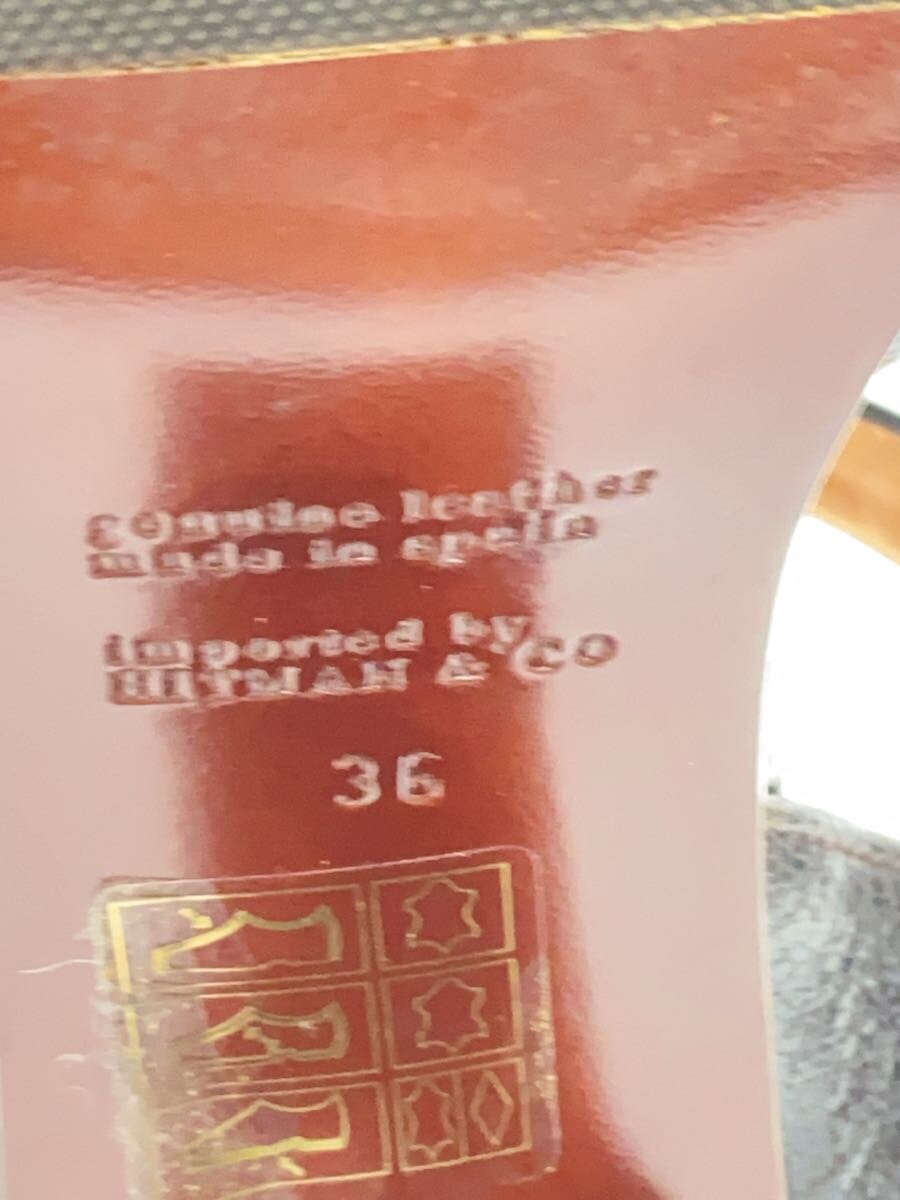 genuine leather
made in spain
imported by
HITMAN & CO
36